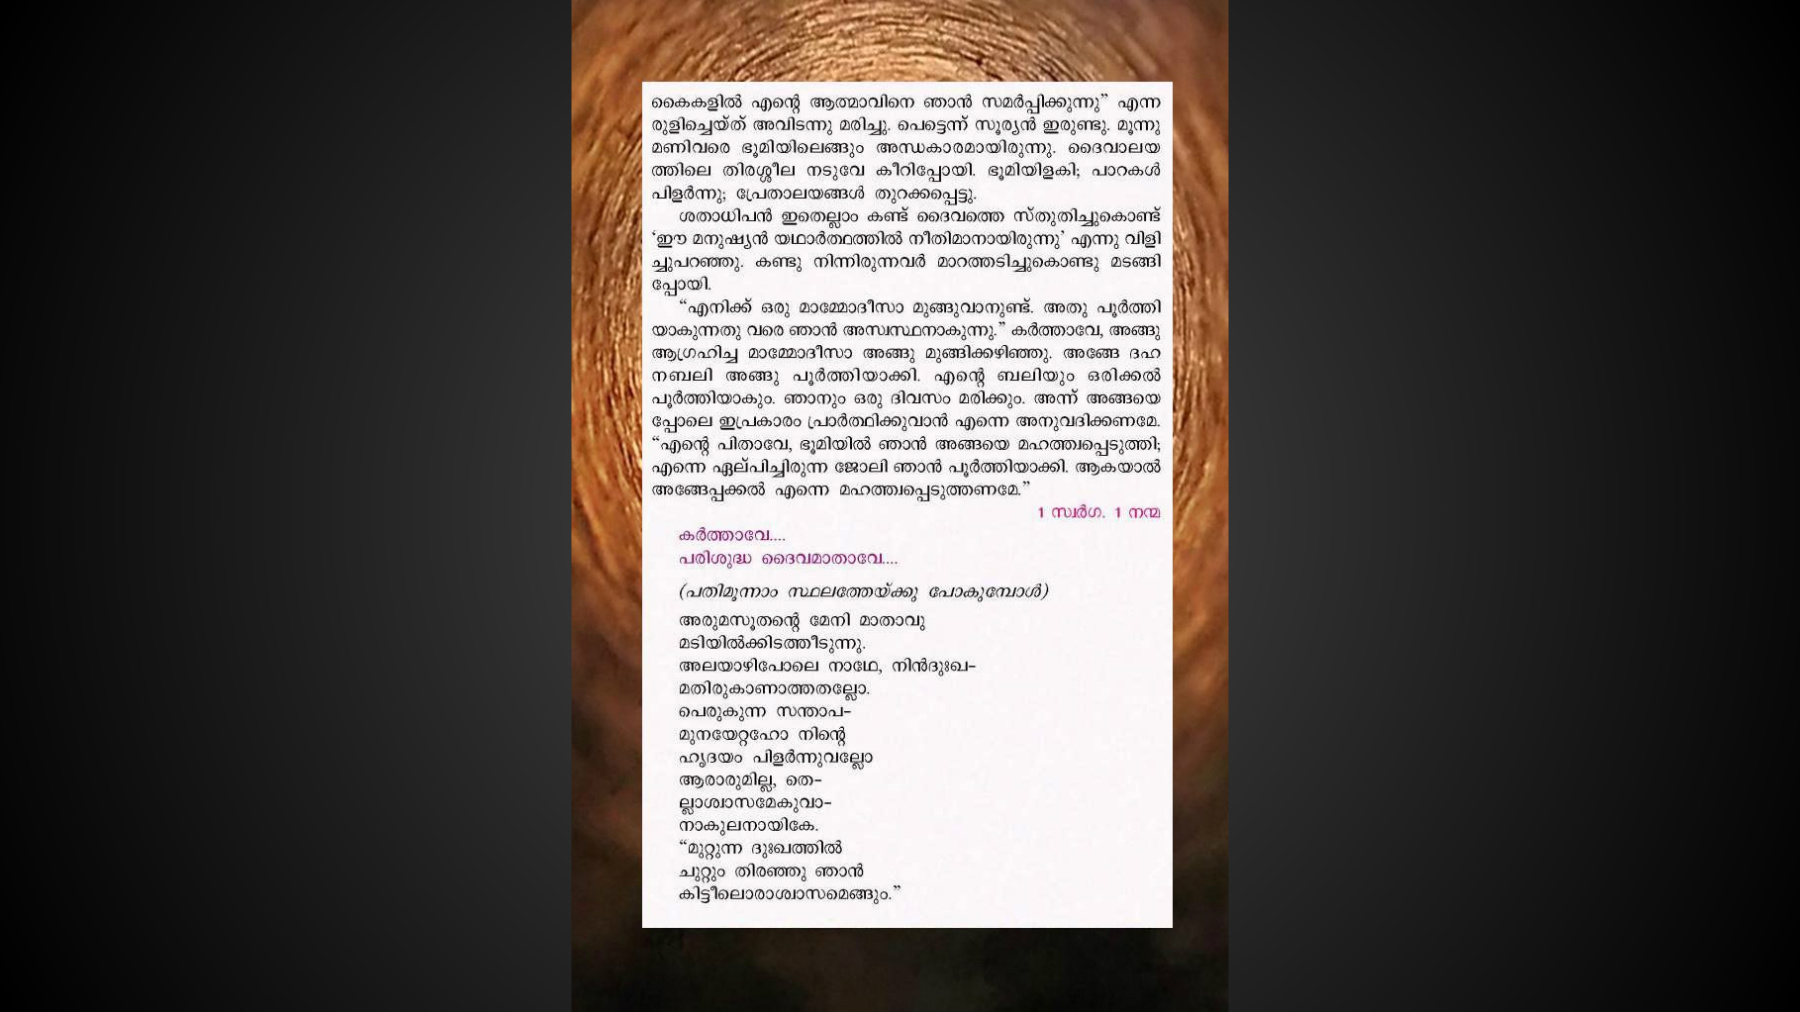 കൈകളിൽ എന്റെ ആത്മാവിനെ ഞാൻ സമർപ്പിക്കുന്നു” എന്ന
രുളിച്ചെയ്ത് അവിടന്നു മരിച്ചു. പെട്ടെന്ന് സൂര്യൻ ഇരുണ്ടു. മൂന്നു
മണിവരെ ഭൂമിയിലെങ്ങും അന്ധകാരമായിരുന്നു. ദൈവാലയ
ത്തിലെ തിരശ്ശീല നടുവേ കീറിപ്പോയി. ഭൂമിയിളകി; പാറകൾ
പിളർന്നു; പ്രേതാലയങ്ങൾ തുറക്കപ്പെട്ടു.
ശതാധിപൻ ഇതെല്ലാം കണ്ട് ദൈവത്തെ സ്തുതിച്ചുകൊണ്ട്
‘ഈ മനുഷ്യൻ യഥാർത്ഥത്തിൽ നീതിമാനായിരുന്നു’ എന്നു വിളി
ച്ചുപറഞ്ഞു. കണ്ടു നിന്നിരുന്നവർ മാറത്തടിച്ചുകൊണ്ടു മടങ്ങി
പ്പോയി.
“എനിക്ക് ഒരു മാമ്മോദീസാ മുങ്ങുവാനുണ്ട്. അതു പൂർത്തി
യാകുന്നതു വരെ ഞാൻ അസ്വസ്ഥനാകുന്നു.” കർത്താവേ, അങ്ങു
ആഗ്രഹിച്ച മാമ്മോദീസാ അങ്ങു മുങ്ങിക്കഴിഞ്ഞു. അങ്ങേ ദഹ
നബലി അങ്ങു പൂർത്തിയാക്കി. എന്റെ ബലിയും ഒരിക്കൽ
പൂർത്തിയാകും. ഞാനും ഒരു ദിവസം മരിക്കും. അന്ന് അങ്ങയെ
പ്പോലെ ഇപ്രകാരം പ്രാർത്ഥിക്കുവാൻ എന്നെ അനുവദിക്കണമേ.
“എന്റെ പിതാവേ, ഭൂമിയിൽ ഞാൻ അങ്ങയെ മഹത്ത്വപ്പെടുത്തി;
എന്നെ ഏല്പിച്ചിരുന്ന ജോലി ഞാൻ പൂർത്തിയാക്കി. ആകയാൽ
അങ്ങേപ്പക്കൽ എന്നെ മഹത്ത്വപ്പെടുത്തണമേ.”
1 സ്വർഗ. 1 നന്മ
കർത്താവേ....
പരിശുദ്ധ ദൈവമാതാവേ....
(പതിമൂന്നാം സ്ഥലത്തേയ്ക്കു പോകുമ്പോൾ)
അരുമസൂതന്റെ മേനി മാതാവു
മടിയിൽക്കിടത്തീടുന്നു.
അലയാഴിപോലെ നാഥേ, നിൻദുഃഖ-
മതിരുകാണാത്തതല്ലോ.
പെരുകുന്ന സന്താപ-
മുനയേറ്റഹോ നിന്റെ
ഹൃദയം പിളർന്നുവല്ലോ
ആരാരുമില്ല, തെ-
ല്ലാശ്വാസമേകുവാ-
നാകുലനായികേ.
“മുറ്റുന്ന ദുഃഖത്തിൽ
ചുറ്റും തിരഞ്ഞു ഞാൻ
കിട്ടീലൊരാശ്വാസമെങ്ങും.”